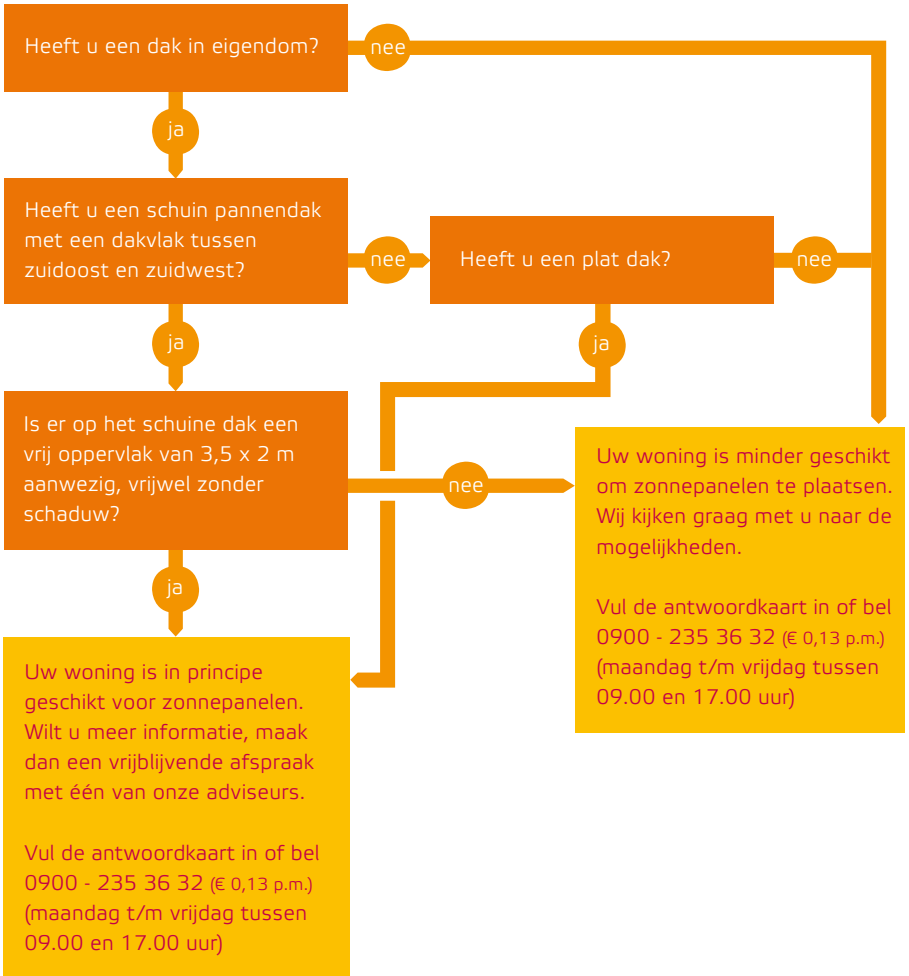 Heeft u een dak in eigendom?
nee
ja
Heeft u een schuin pannendak
met een dakvlak tussen
zuidoost en zuidwest?
nee
Heeft u een plat dak?
nee
ja
ja
Is er op het schuine dak een
vrij oppervlak van 3,5 x 2 m
aanwezig, vrijwel zonder
schaduw?
nee
ja
Uw woning is minder geschikt
om zonnepanelen te plaatsen.
Wij kijken graag met u naar de
mogelijkheden.
Vul de antwoordkaart in of bel
0900 - 235 36 32 (€ 0,13 p.m.)
(maandag t/m vrijdag tussen
09.00 en 17.00 uur)
Uw woning is in principe
geschikt voor zonnepanelen.
Wilt u meer informatie, maak
dan een vrijblijvende afspraak
met één van onze adviseurs.
Vul de antwoordkaart in of bel
0900 - 235 36 32 (€ 0,13 p.m.)
(maandag t/m vrijdag tussen
09.00 en 17.00 uur)